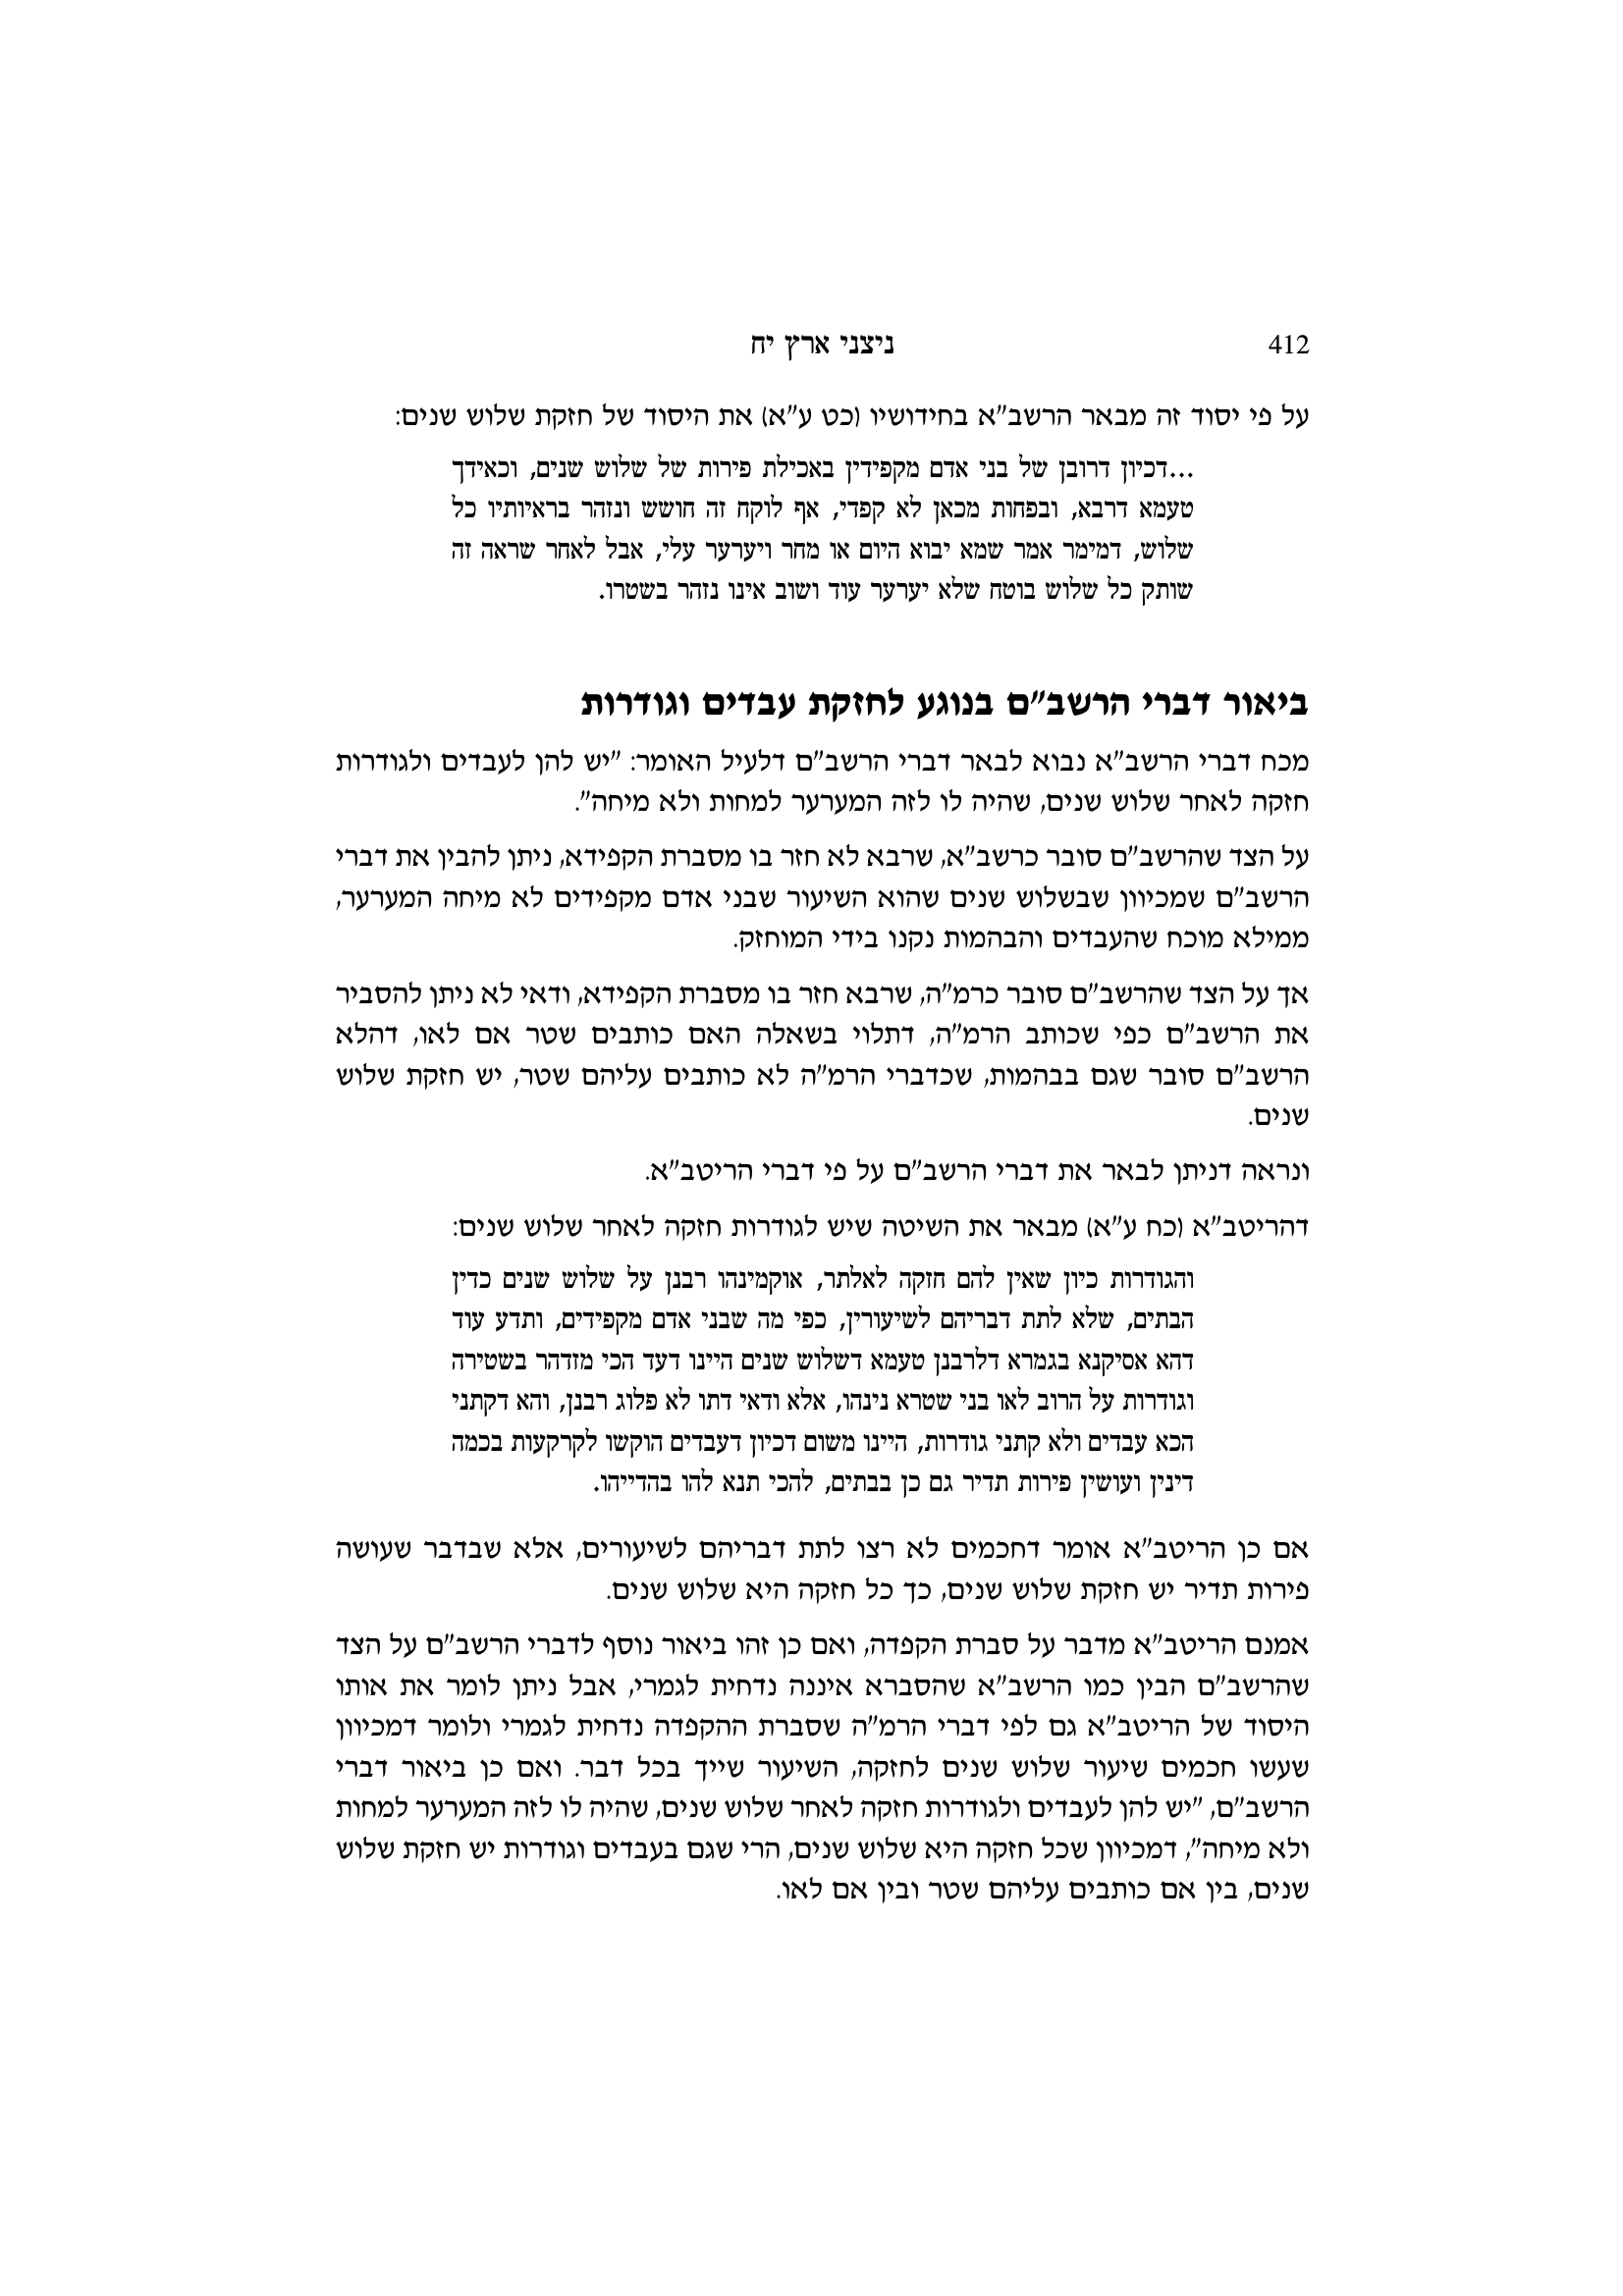 412 ניצני ארץ יח
על פי יסוד זה מבאר הרשב"א בחידושיו (כט ע"א) את היסוד של חזקת שלוש שנים:
...דכיון דרובן של בני אדם מקפידין באכילת פירות של שלוש שנים, וכאידך
טעמא דרבא, ובפחות מכאן לא קפדי, אף לוקח זה חושש ונזהר בראיותיו כל
שלוש, דמימר אמר שמא יבוא היום או מחר ויערער עלי, אבל לאחר שראה זה
שותק כל שלוש בוטח שלא יערער עוד ושוב אינו נזהר בשטרו.
ביאור דברי הרשב"ם בנוגע לחזקת עבדים וגודרות
מכח דברי הרשב"א נבוא לבאר דברי הרשב"ם דלעיל האומר: "יש להן לעבדים ולגודרות
חזקה לאחר שלוש שנים, שהיה לו לזה המערער למחות ולא מיחה".
על הצד שהרשב"ם סובר כרשב"א, שרבא לא חזר בו מסברת הקפידא, ניתן להבין את דברי
הרשב"ם שמכיוון שבשלוש שנים שהוא השיעור שבני אדם מקפידים לא מיחה המערער,
ממילא מוכח שהעבדים והבהמות נקנו בידי המוחזק.
אך על הצד שהרשב"ם סובר כרמ"ה, שרבא חזר בו מסברת הקפידא, ודאי לא ניתן להסביר
את הרשב"ם כפי שכותב הרמ"ה, דתלוי בשאלה האם כותבים שטר אם לאו, דהלא
הרשב"ם סובר שגם בבהמות, שכדברי הרמ"ה לא כותבים עליהם שטר, יש חזקת שלוש
שנים.
ונראה דניתן לבאר את דברי הרשב"ם על פי דברי הריטב"א.
דהריטב"א (כח ע"א) מבאר את השיטה שיש לגודרות חזקה לאחר שלוש שנים:
והגודרות כיון שאין להם חזקה לאלתר, אוקמינהו רבנן על שלוש שנים כדין
הבתים, שלא לתת דבריהם לשיעורין, כפי מה שבני אדם מקפידים, ותדע עוד
דהא אסיקנא בגמרא דלרבנן טעמא דשלוש שנים היינו דעד הכי מזדהר בשטירה
וגודרות על הרוב לאו בני שטרא נינהו, אלא ודאי דתו לא פלוג רבנן, והא דקתני
הכא עבדים ולא קתני גודרות, היינו משום דכיון דעבדים הוקשו לקרקעות בכמה
דינין ועושין פירות תדיר גם כן בבתים, להכי תנא להו בהדייהו.
אם כן הריטב"א אומר דחכמים לא רצו לתת דבריהם לשיעורים, אלא שבדבר שעושה
פירות תדיר יש חזקת שלוש שנים, כך כל חזקה היא שלוש שנים.
אמנם הריטב"א מדבר על סברת הקפדה, ואם כן זהו ביאור נוסף לדברי הרשב"ם על הצד
שהרשב"ם הבין כמו הרשב"א שהסברא איננה נדחית לגמרי, אבל ניתן לומר את אותו
היסוד של הריטב"א גם לפי דברי הרמ"ה שסברת ההקפדה נדחית לגמרי ולומר דמכיוון
שעשו חכמים שיעור שלוש שנים לחזקה, השיעור שייך בכל דבר. ואם כן ביאור דברי
הרשב"ם, "יש להן לעבדים ולגודרות חזקה לאחר שלוש שנים, שהיה לו לזה המערער למחות
ולא מיחה", דמכיוון שכל חזקה היא שלוש שנים, הרי שגם בעבדים וגודרות יש חזקת שלוש
שנים, בין אם כותבים עליהם שטר ובין אם לאו.